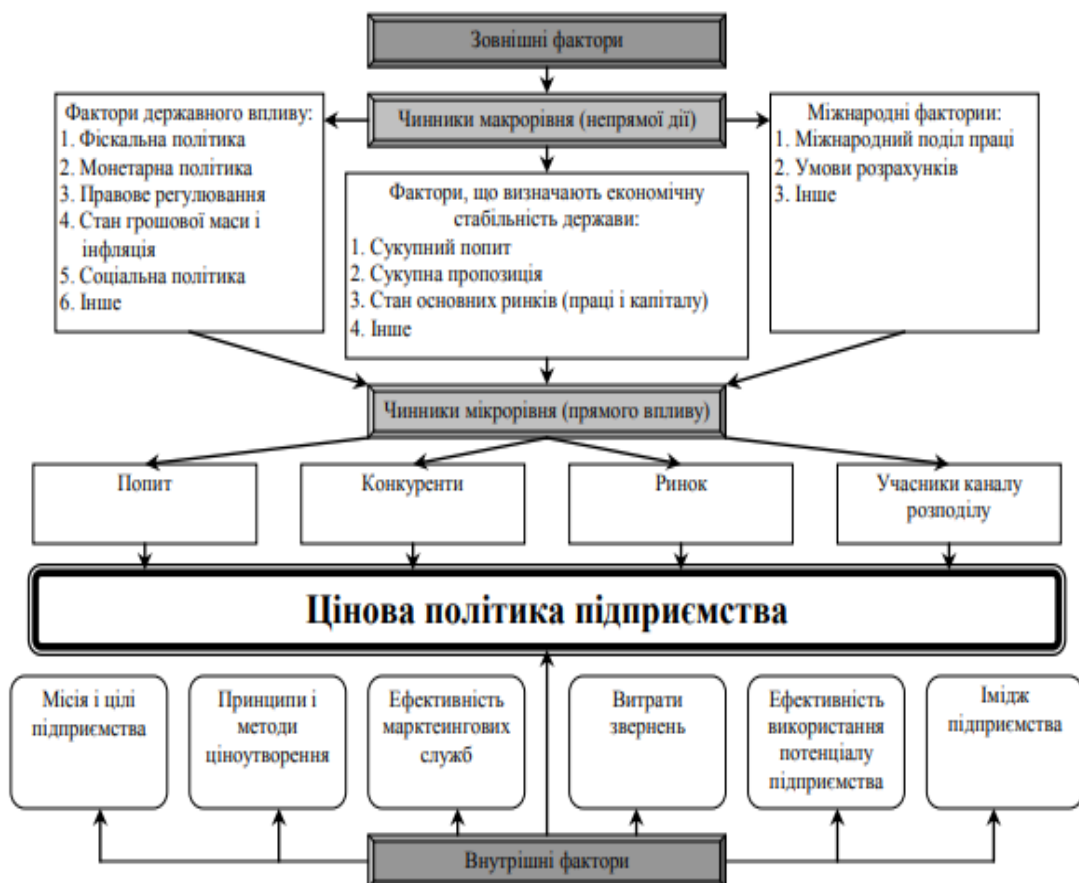 Зовнішні фактори
Чинники макрорівня (непрямої дії)
Фактори державного впливу:
1. Фіскальна політика
2. Монетарна політика
3. Правове регулювання
4. Стан грошової маси і
інфляція
5. Соціальна політика
6. Інше
Фактори, що визначають економічну
стабільність держави:
1. Сукупний попит
2. Сукупна пропозиція
3. Стан основних ринків (праці і капіталу)
4. Інше
Міжнародні фактории:
1. Міжнародний поділ праці
2. Умови розрахунків
3. Інше
Чинники мікрорівня (прямого впливу)
Попит
Конкуренти
Ринок
Учасники каналу
розподілу
Цінова політика підприємства
Місія і цілі
підприємства
Принципи і
методи
ціноутворення
Ефективність
марктеингових
служб
Витрати
звернень
Ефективність
використання
потенціалу
підприємства
Імідж
підприємства
Внутрішні фактори